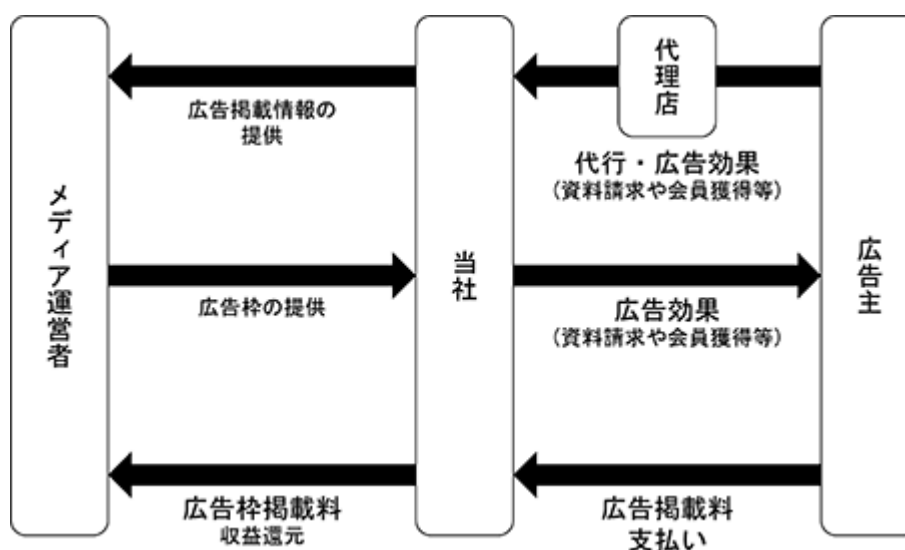 メディア運営者
広告掲載情報の
提供
広告枠の提供
広告枠掲載料
収益還元
当社
代理店
代行・広告効果
（資料請求や会員獲得等）
広告効果
（資料請求や会員獲得等）
広告掲載料
支払い
広告主